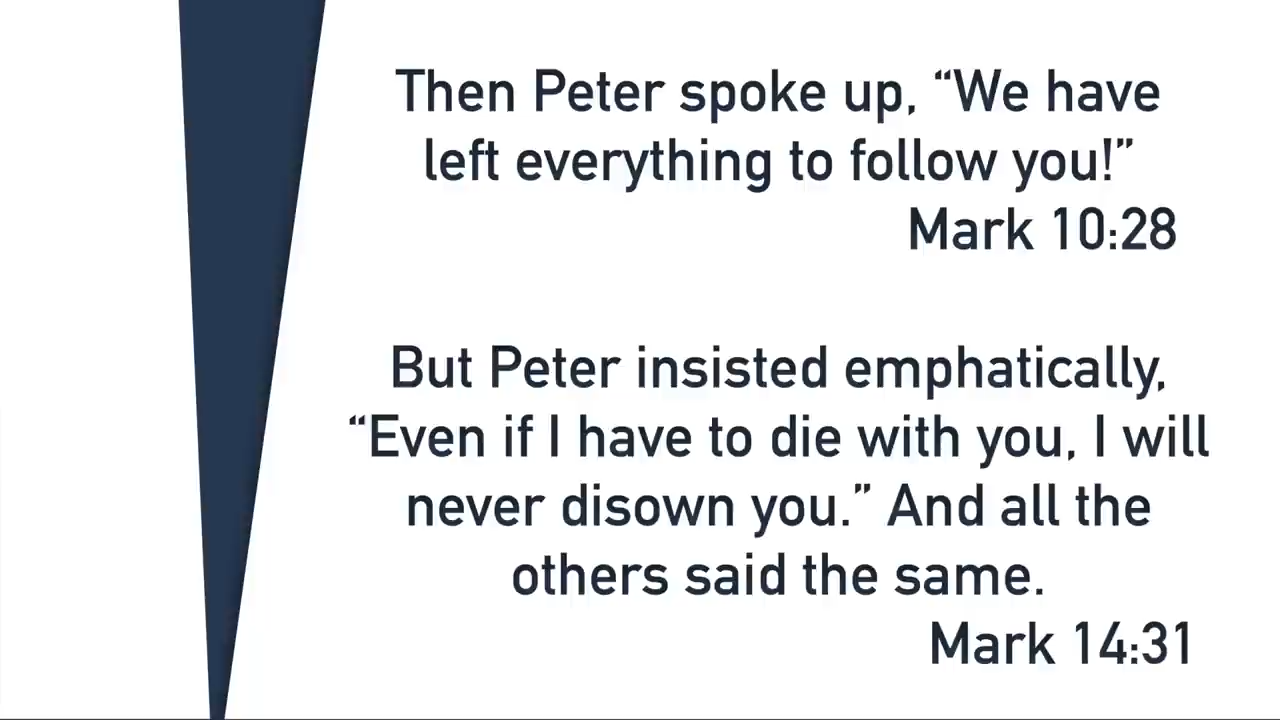 Then Peter spoke up, “We have
left everything to follow you!”
Mark 10:28
But Peter insisted emphatically,
“Even if I have to die with you, I will
never disown you.” And all the
others said the same.
Mark 14:31